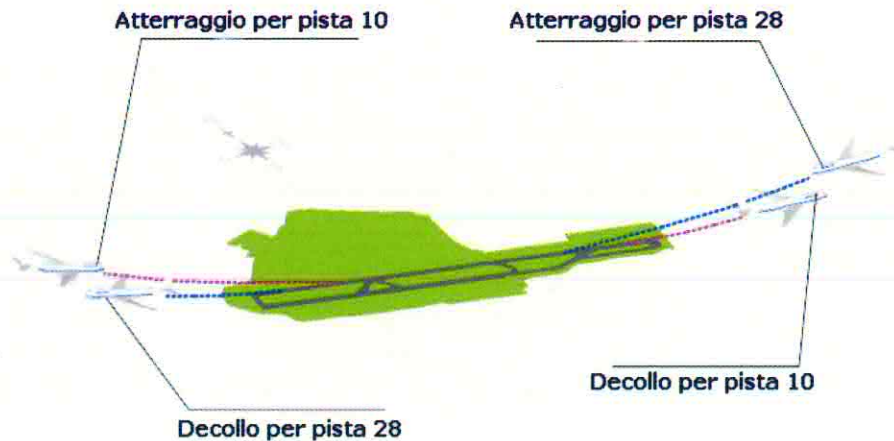 Atterraggio per pista 10
Atterraggio per pista 28
Decollo per pista 10
Decollo per pista 28